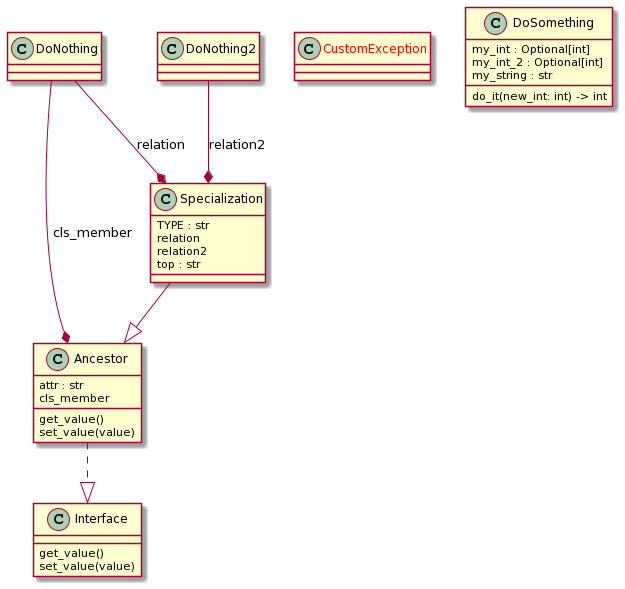 C DoNothing
C DoNothing2
C CustomException
C DoSomething
my_int : Optional[int]
my_int_2 : Optional[int]
my_string : str
do_it(new_int: int) -> int
relation
relation2
C Specialization
TYPE : str
relation
relation2
top : str
cls_member
C Ancestor
attr : str
cls_member
get_value()
set_value(value)
C Interface
get_value()
set_value(value)